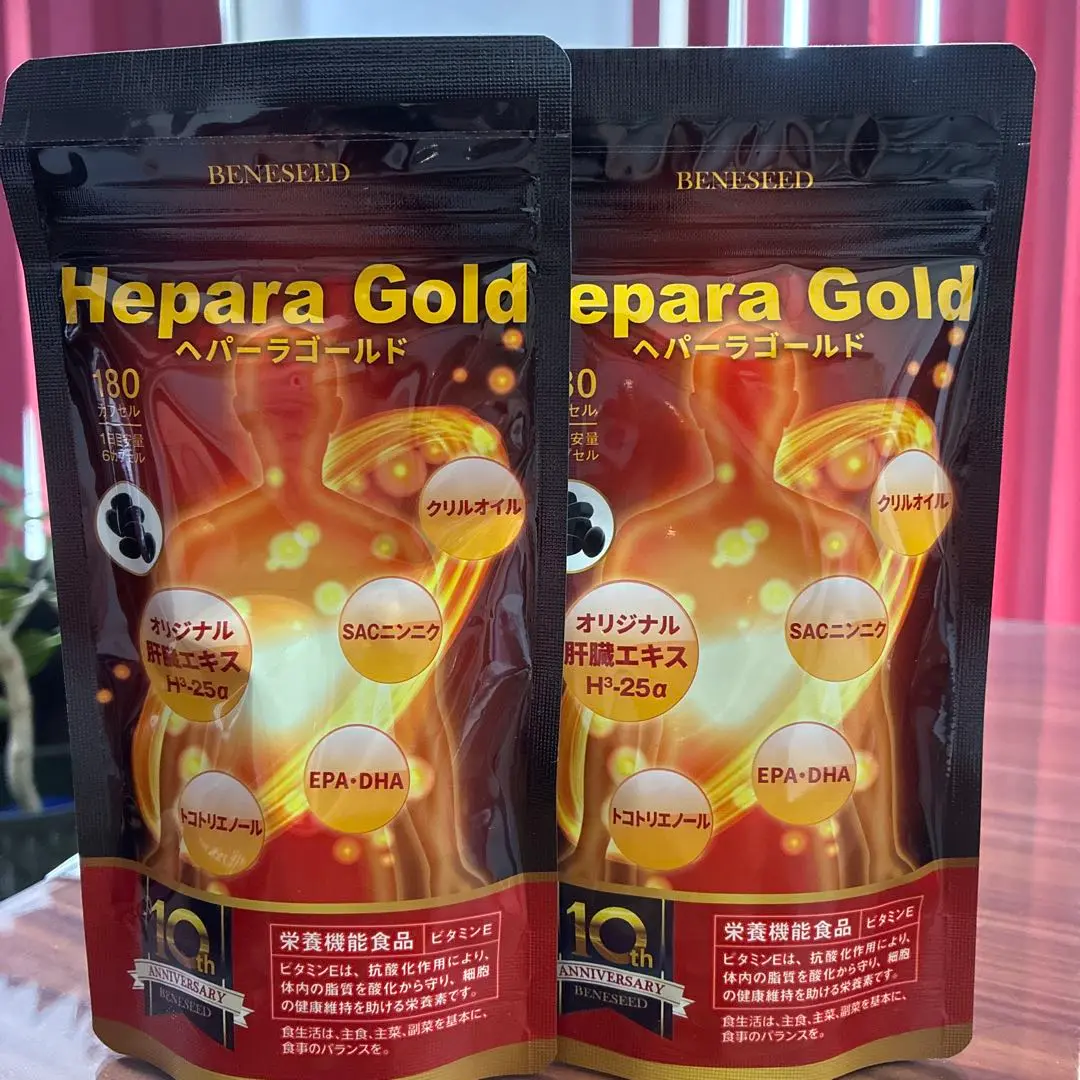 BENESEED
Hepara Gold
ヘパーラゴールド
180
カプセル
1日目安量
6カプセル
クリルオイル
オリジナル
肝臓エキス
H³-25α
SACニンニク
EPA・DHA
トコトリエノール
10th
ANNIVERSARY
BENESEED
栄養機能食品 ビタミンE
ビタミンEは、抗酸化作用により、
体内の脂質を酸化から守り、細胞
の健康維持を助ける栄養素です。
食生活は、主食、主菜、副菜を基本に、
食事のバランスを。
BENESEED
epara Gold
ヘパーラゴールド
80
セル
安量
セル
クリルオイル
オリジナル
肝臓エキス
H³-25α
SACニンニク
EPA・DHA
トコトリエノール
10th
ANNIVERSARY
BENESEED
栄養機能食品 ビタミンE
ビタミンEは、抗酸化作用により、
体内の脂質を酸化から守り、細胞
の健康維持を助ける栄養素です。
食生活は、主食、主菜、副菜を基本に、
食事のバランスを。